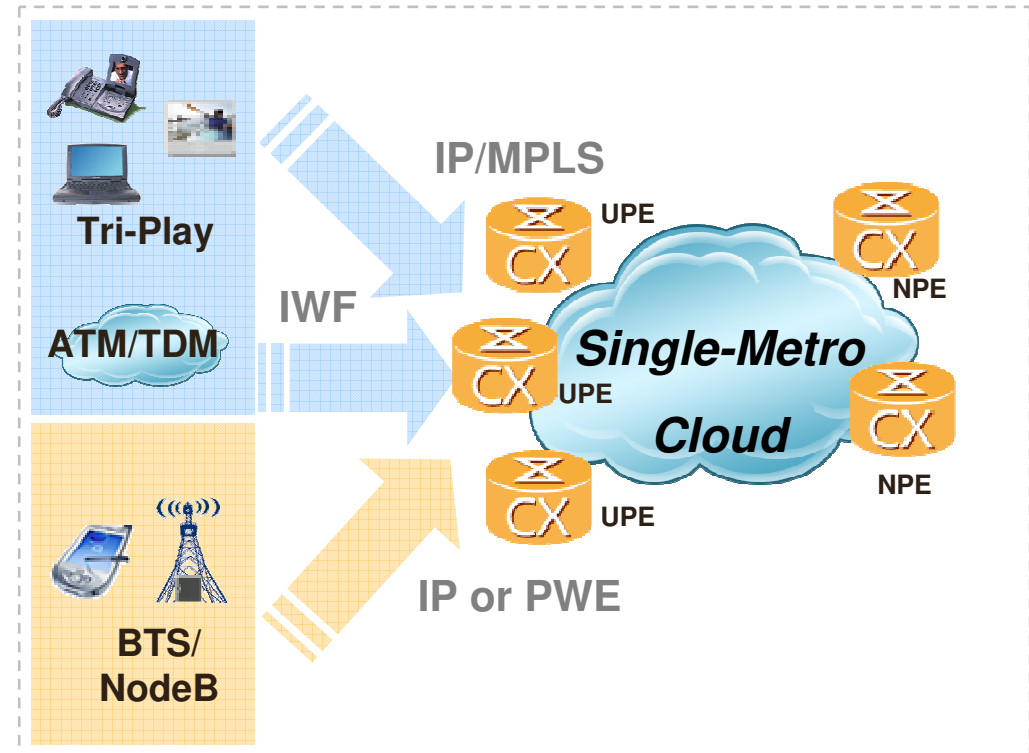 Tri-Play
ATM/TDM
BTS/
NodeB
IP/MPLS
IWF
IP or PWE
CX
UPE
CX
UPE
CX
UPE
Single-Metro
Cloud
CX
NPE
CX
NPE